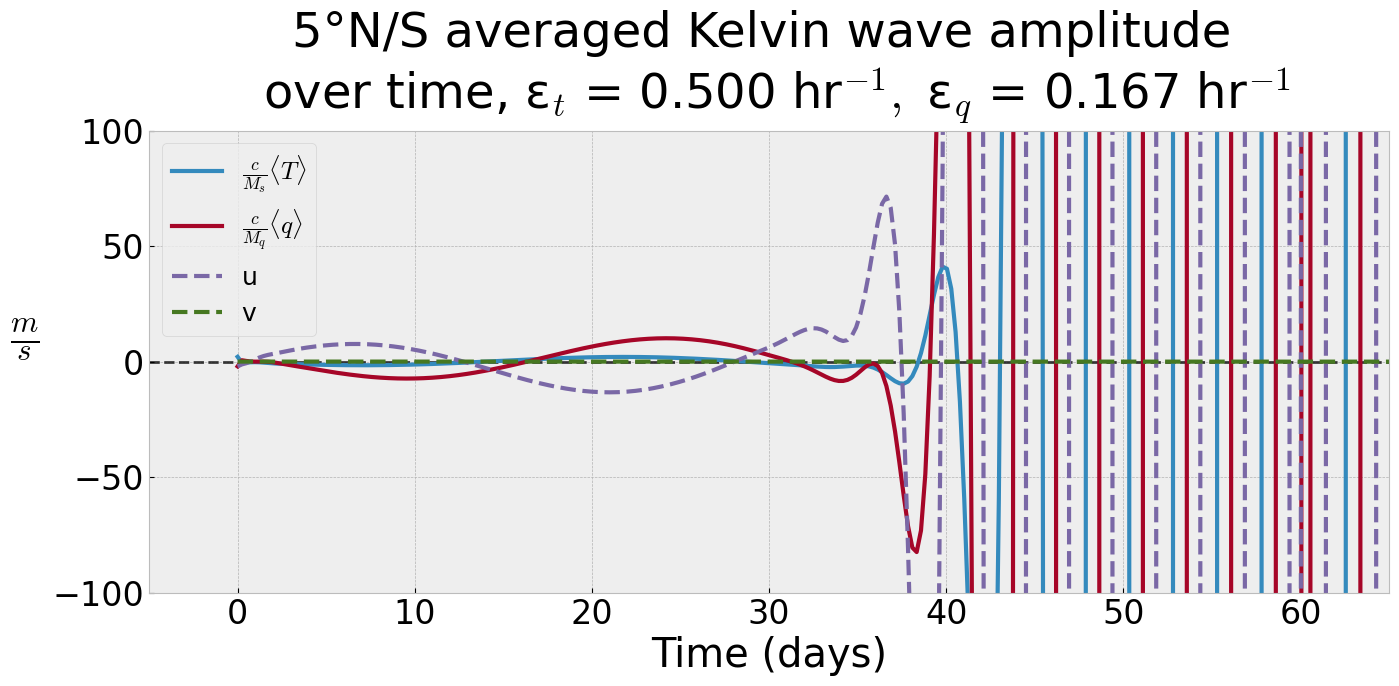 5°N/S averaged Kelvin wave amplitude
over time, ε_t = 0.500 hr⁻¹, ε_q = 0.167 hr⁻¹
100
50
0
−50
−100
m/s
c/M_s ⟨T⟩
c/M_q ⟨q⟩
u
v
0 10 20 30 40 50 60
Time (days)